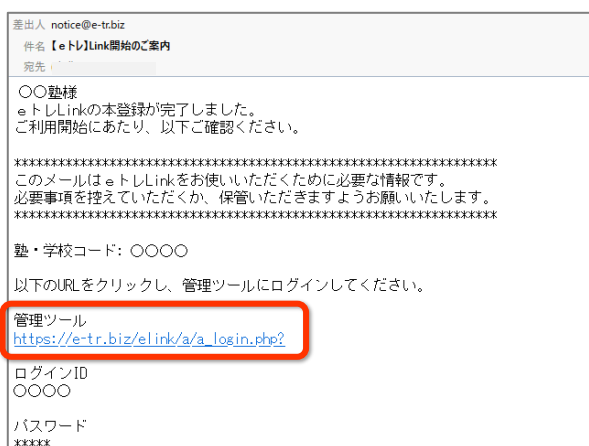 差出人 notice@e-tr.biz
件名【ｅトレ】Link開始のご案内
宛先
〇〇塾様
ｅトレLinkの本登録が完了しました。
ご利用開始にあたり、以下ご確認ください。
**********************************************************************
このメールはｅトレLinkをお使いいただくために必要な情報です。
必要事項を控えていただくか、保管いただきますようお願いいたします。
**********************************************************************
塾・学校コード: 〇〇〇〇
以下のURLをクリックし、管理ツールにログインしてください。
管理ツール
https://e-tr.biz/elink/a/a_login.php?
ログインID
〇〇〇〇
パスワード
*****